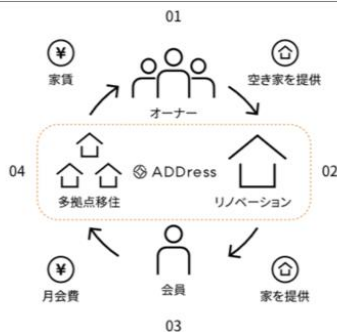 01
¥
家賃
空き家を提供
オーナー
04
ADDress
02
多拠点移住
リノベーション
¥
月会費
会員
家を提供
03